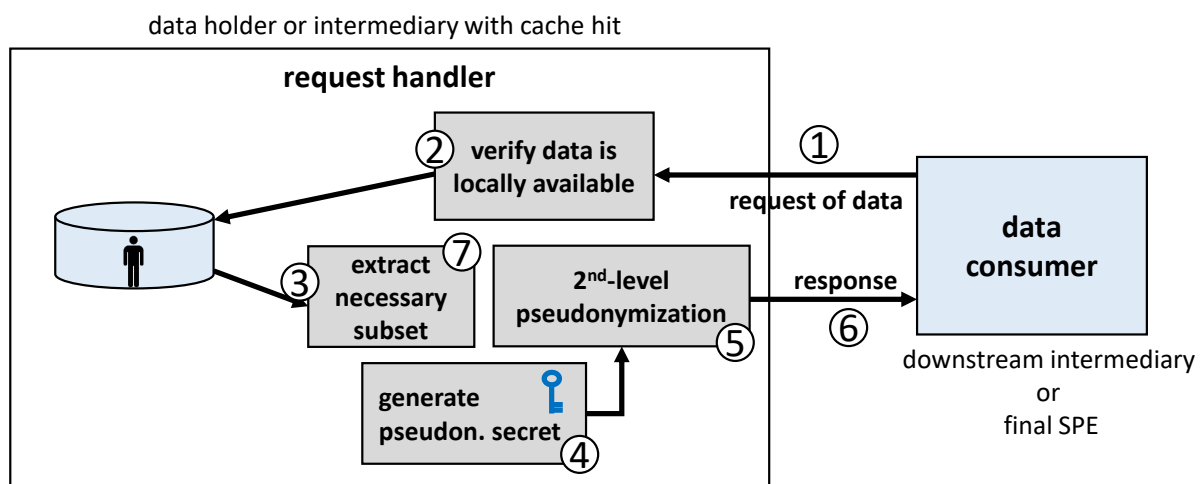 data holder or intermediary with cache hit
request handler
②
verify data is
locally available
①
request of data
data
consumer
③
extract
necessary
subset
⑦
2nd-level
pseudonymization
⑤
response
⑥
generate
pseudon. secret
④
downstream intermediary
or
final SPE